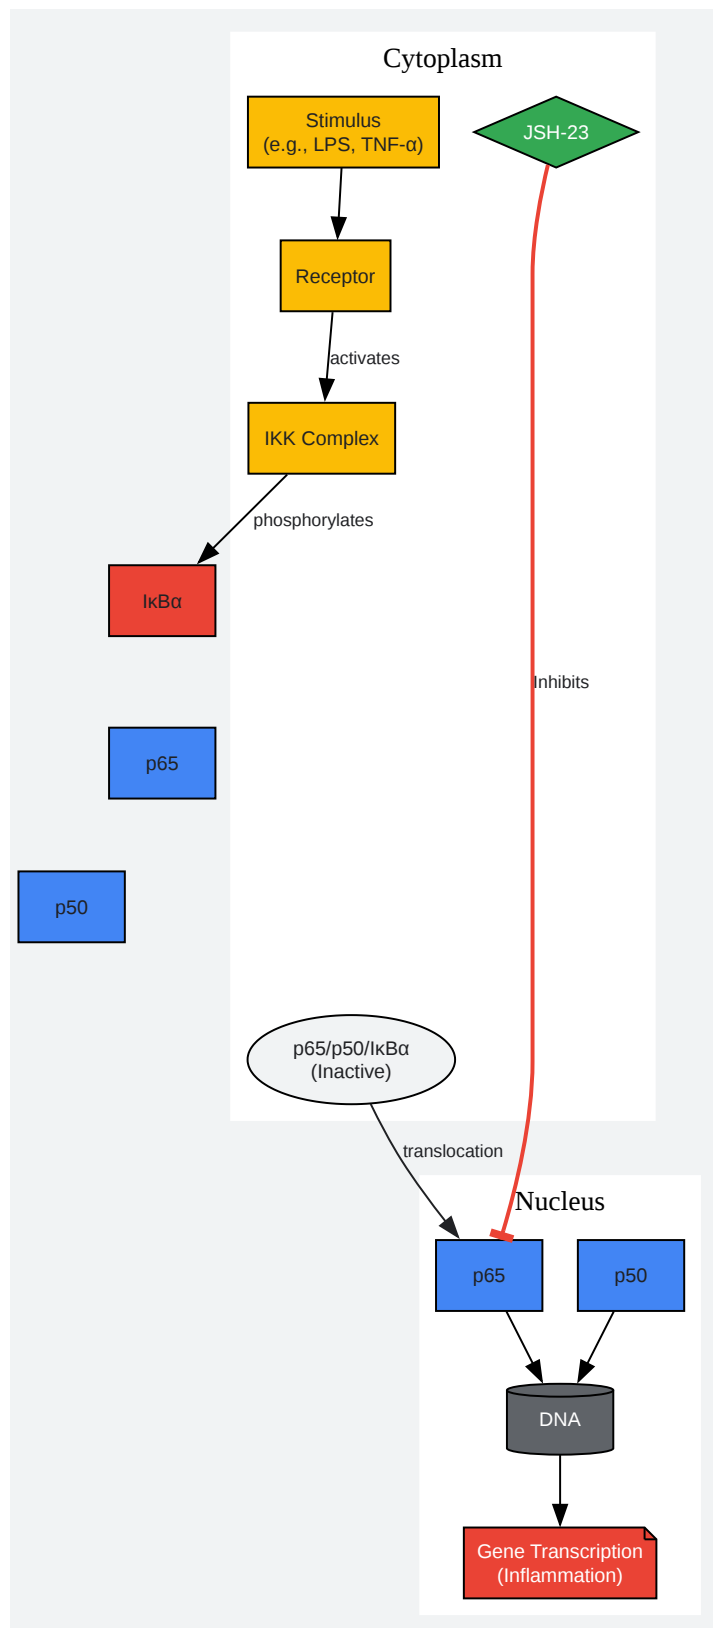 Cytoplasm
Stimulus
(e.g., LPS, TNF-α)
JSH-23
Receptor
activates
IKK Complex
phosphorylates
IκBα
Inhibits
p65
p50
p65/p50/IκBα
(Inactive)
translocation
Nucleus
p65
p50
DNA
Gene Transcription
(Inflammation)